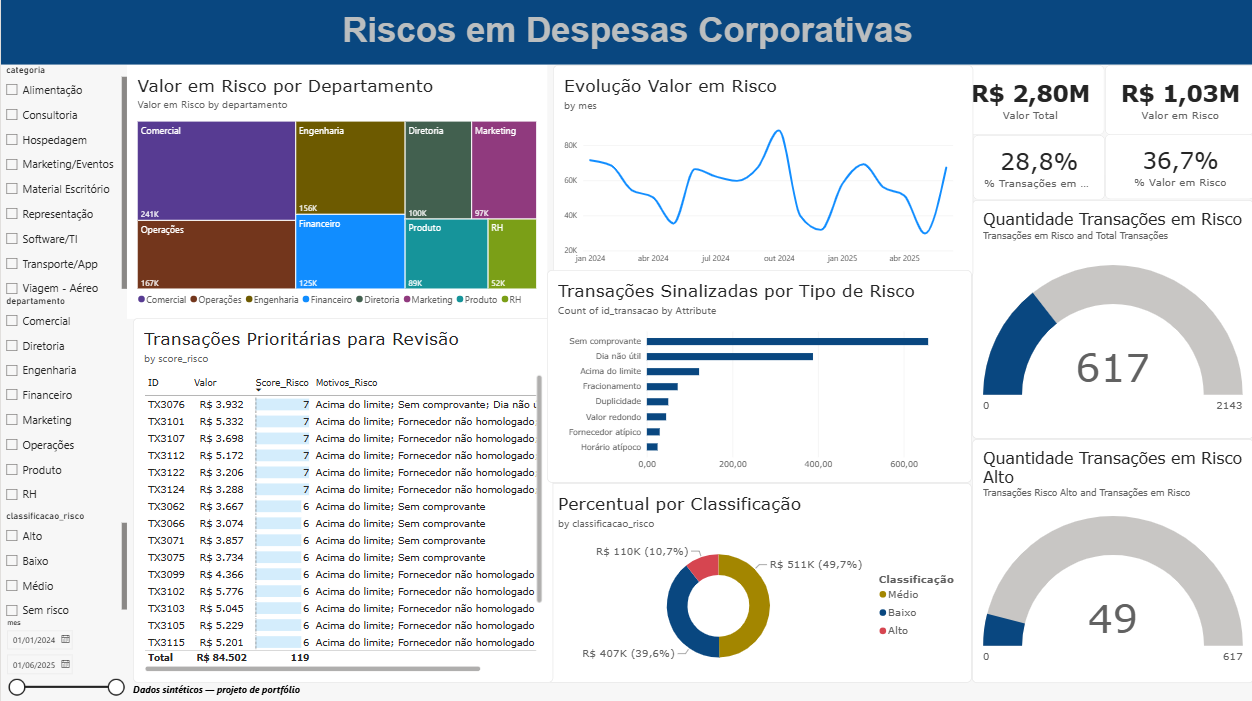 Riscos em Despesas Corporativas
categoria
Alimentação
Consultoria
Hospedagem
Marketing/Eventos
Material Escritório
Representação
Software/TI
Transporte/App
Viagem - Aéreo
departamento
Comercial
Diretoria
Engenharia
Financeiro
Marketing
Operações
Produto
RH
classificacao_risco
Alto
Baixo
Médio
Sem risco
mes
01/01/2024
01/06/2025
Valor em Risco por Departamento
Valor em Risco by departamento
Comercial
241K
Operações
167K
Engenharia
156K
Financeiro
125K
Diretoria
100K
Marketing
97K
Produto
89K
RH
52K
Comercial Operações Engenharia Financeiro Diretoria Marketing Produto RH
Transações Prioritárias para Revisão
by score_risco
ID Valor Score_Risco Motivos_Risco
TX3076 R$ 3.932 7 Acima do limite; Sem comprovante; Dia não
TX3101 R$ 5.332 7 Acima do limite; Fornecedor não homologado
TX3107 R$ 3.698 7 Acima do limite; Fornecedor não homologado
TX3112 R$ 5.172 7 Acima do limite; Fornecedor não homologado
TX3122 R$ 3.206 7 Acima do limite; Fornecedor não homologado
TX3124 R$ 3.288 7 Acima do limite; Fornecedor não homologado
TX3062 R$ 3.667 6 Acima do limite; Sem comprovante
TX3066 R$ 3.074 6 Acima do limite; Sem comprovante
TX3071 R$ 3.857 6 Acima do limite; Sem comprovante
TX3075 R$ 3.734 6 Acima do limite; Sem comprovante
TX3099 R$ 4.366 6 Acima do limite; Fornecedor não homologado
TX3102 R$ 5.776 6 Acima do limite; Fornecedor não homologado
TX3103 R$ 5.045 6 Acima do limite; Fornecedor não homologado
TX3105 R$ 5.229 6 Acima do limite; Fornecedor não homologado
TX3115 R$ 5.201 6 Acima do limite; Fornecedor não homologado
Total R$ 84.502 119
Dados sintéticos — projeto de portfólio
Evolução Valor em Risco
by mes
80K
60K
40K
20K
jan 2024 abr 2024 jul 2024 out 2024 jan 2025 abr 2025
Transações Sinalizadas por Tipo de Risco
Count of id_transacao by Attribute
Sem comprovante
Dia não útil
Acima do limite
Fracionamento
Duplicidade
Valor redondo
Fornecedor atípico
Horário atípoco
0,00 200,00 400,00 600,00
Percentual por Classificação
by classificacao_risco
R$ 110K (10,7%)
R$ 511K (49,7%)
R$ 407K (39,6%)
Classificação
Médio
Baixo
Alto
R$ 2,80M
Valor Total
R$ 1,03M
Valor em Risco
28,8%
% Transações em ...
36,7%
% Valor em Risco
Quantidade Transações em Risco
Transações em Risco and Total Transações
617
0 2143
Quantidade Transações em Risco
Alto
Transações Risco Alto and Transações em Risco
49
0 617